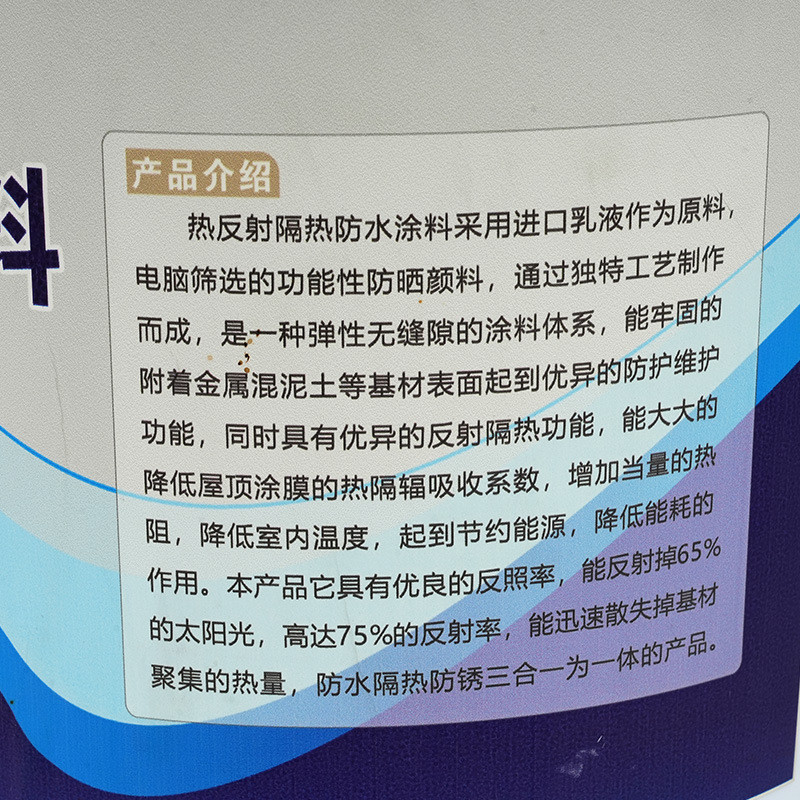 料
产品介绍
热反射隔热防水涂料采用进口乳液作为原料，
电脑筛选的功能性防晒颜料，通过独特工艺制作
而成，是一种弹性无缝隙的涂料体系，能牢固的
附着金属混泥土等基材表面起到优异的防护维护
功能，同时具有优异的反射隔热功能，能大大的
降低屋顶涂膜的热隔辐吸收系数，增加当量的热
阻，降低室内温度，起到节约能源，降低能耗的
作用。本产品它具有优良的反照率，能反射掉65%
的太阳光，高达75%的反射率，能迅速散失掉基材
聚集的热量，防水隔热防锈三合一为一体的产品。